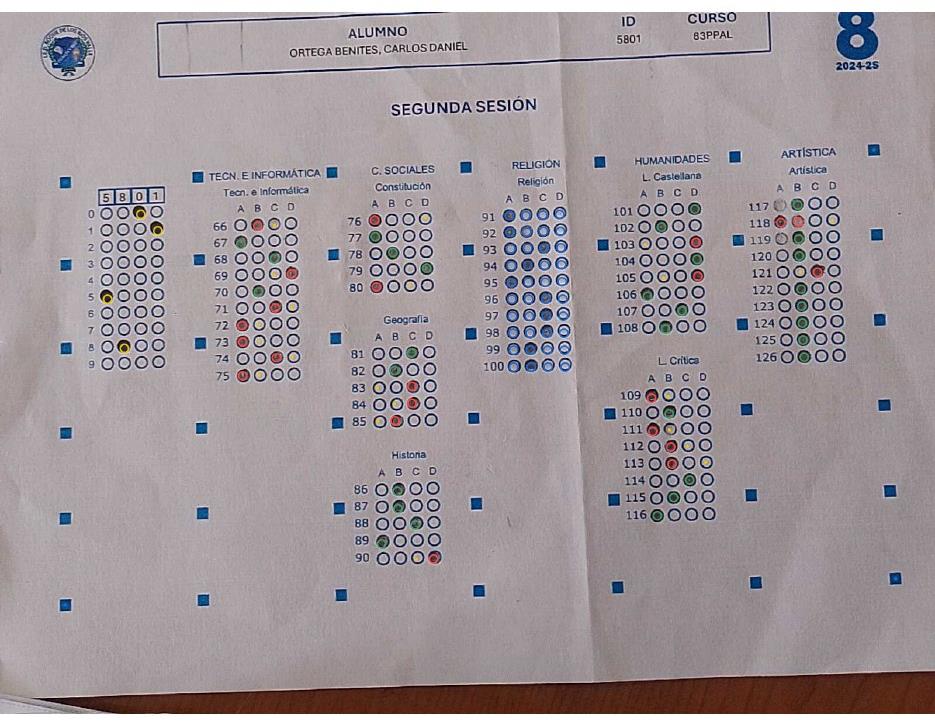 ALUMNO
ORTEGA BENITES, CARLOS DANIEL
ID
5801
CURSO
83PPAL
8
2024-2S
SEGUNDA SESIÓN
5 8 0 1
0
1
2
3
4
5
6
7
8
9
TECN. E INFORMÁTICA
Tecn. e Informática
A B C D
66
67
68
69
70
71
72
73
74
75
C. SOCIALES
Constitución
A B C D
76
77
78
79
80
Geografía
A B C D
81
82
83
84
85
Historia
A B C D
86
87
88
89
90
RELIGIÓN
Religión
A B C D
91
92
93
94
95
96
97
98
99
100
HUMANIDADES
L. Castellana
A B C D
101
102
103
104
105
106
107
108
L. Crítica
A B C D
109
110
111
112
113
114
115
116
ARTÍSTICA
Artística
A B C D
117
118
119
120
121
122
123
124
125
126